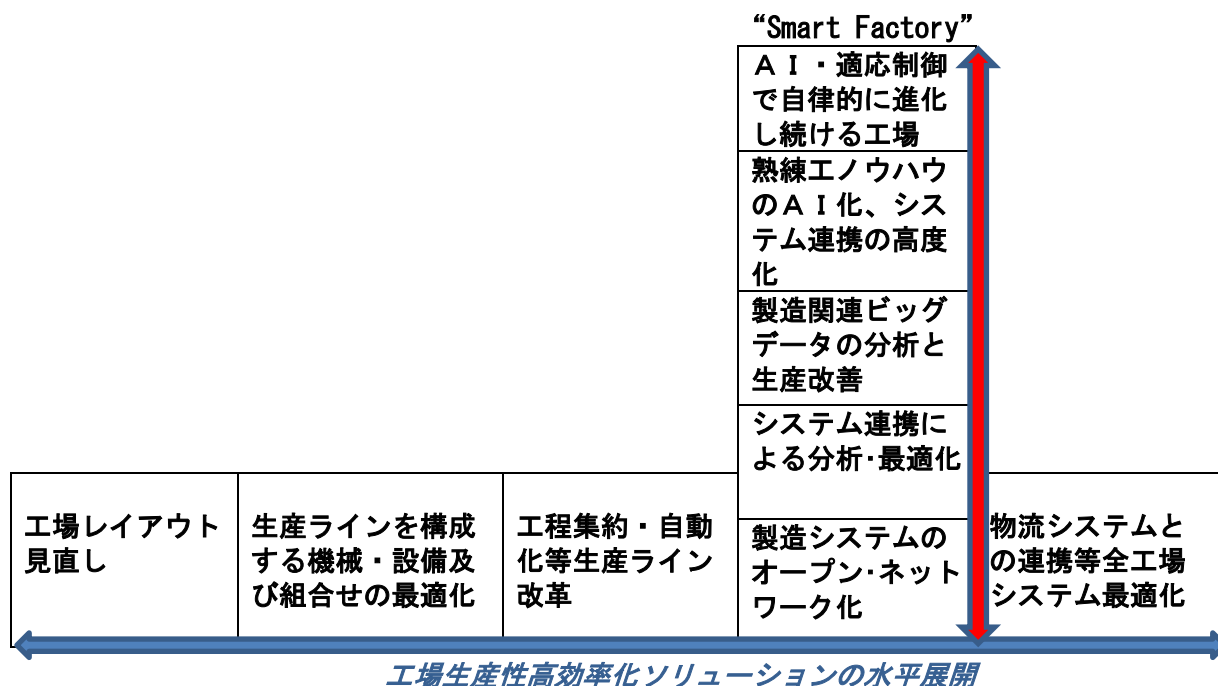 “Smart Factory”
ＡＩ・適応制御
で自律的に進化
し続ける工場
熟練工ノウハウ
のＡＩ化、シス
テム連携の高度
化
製造関連ビッグ
データの分析と
生産改善
システム連携に
よる分析･最適化
工場レイアウト
見直し
生産ラインを構成
する機械・設備及
び組合せの最適化
工程集約・自動
化等生産ライン
改革
製造システムの
オープン･ネット
ワーク化
物流システムと
の連携等全工場
システム最適化
工場生産性高効率化ソリューションの水平展開